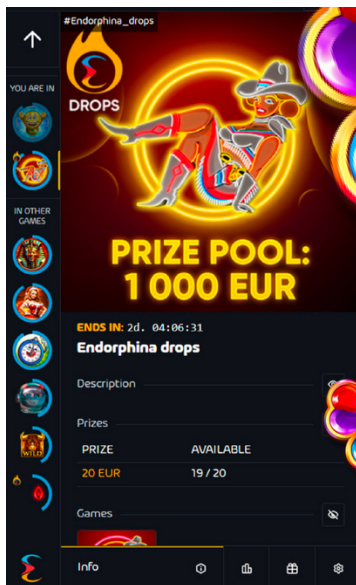 #Endorphina_drops
DROPS
YOU ARE IN
IN OTHER
GAMES
WILD
PRIZE POOL:
1 000 EUR
ENDS IN: 2d. 04:06:31
Endorphina drops
Description
Prizes
PRIZE AVAILABLE
20 EUR 19 / 20
Games
Info